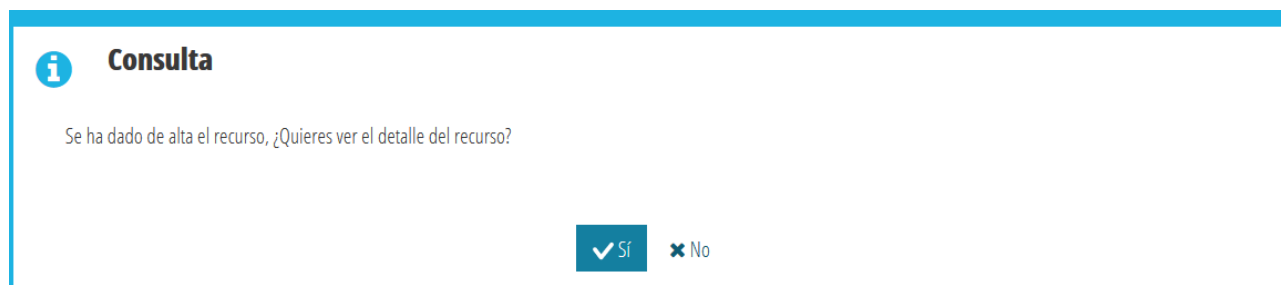 Consulta
Se ha dado de alta el recurso, ¿Quieres ver el detalle del recurso?
Sí No